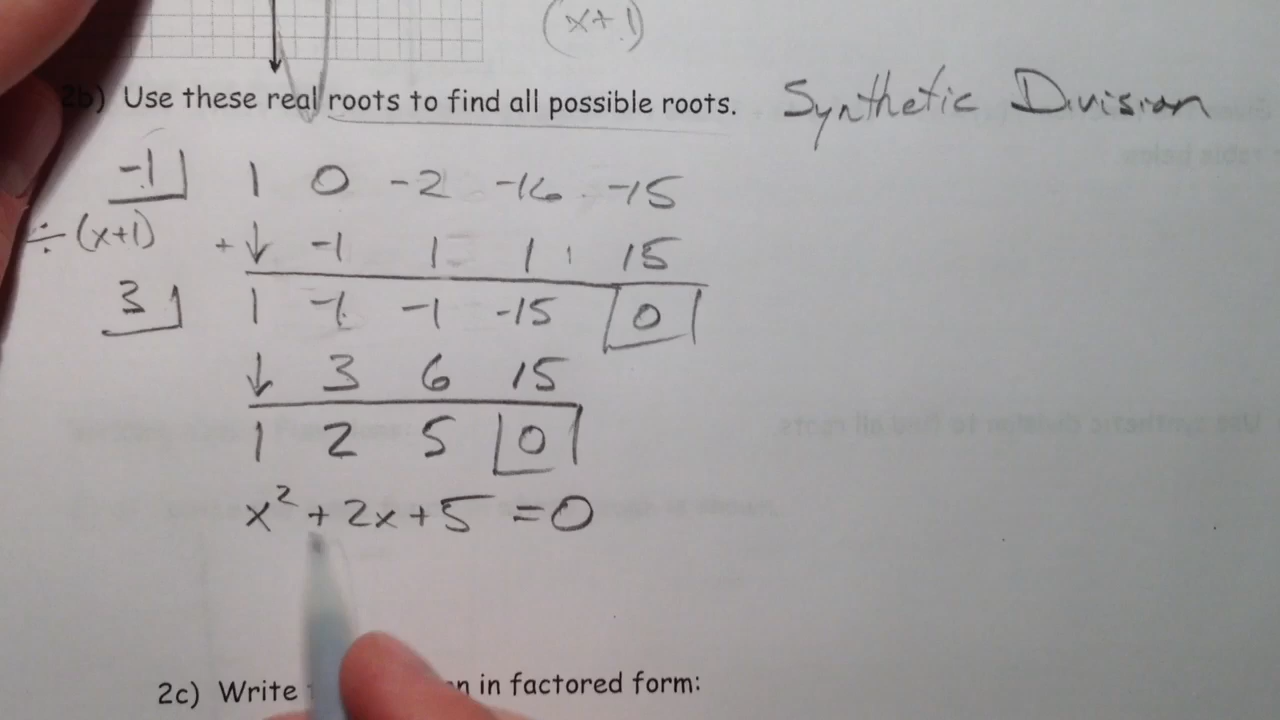 (x+1)
2b) Use these real roots to find all possible roots. Synthetic Division
-1 1 0 -2 -16 -15
÷(x+1) + ↓ -1 1 1 15
3 1 -1 -1 -15 0
↓ 3 6 15
1 2 5 0
x²+2x+5=0
2c) Write in factored form: